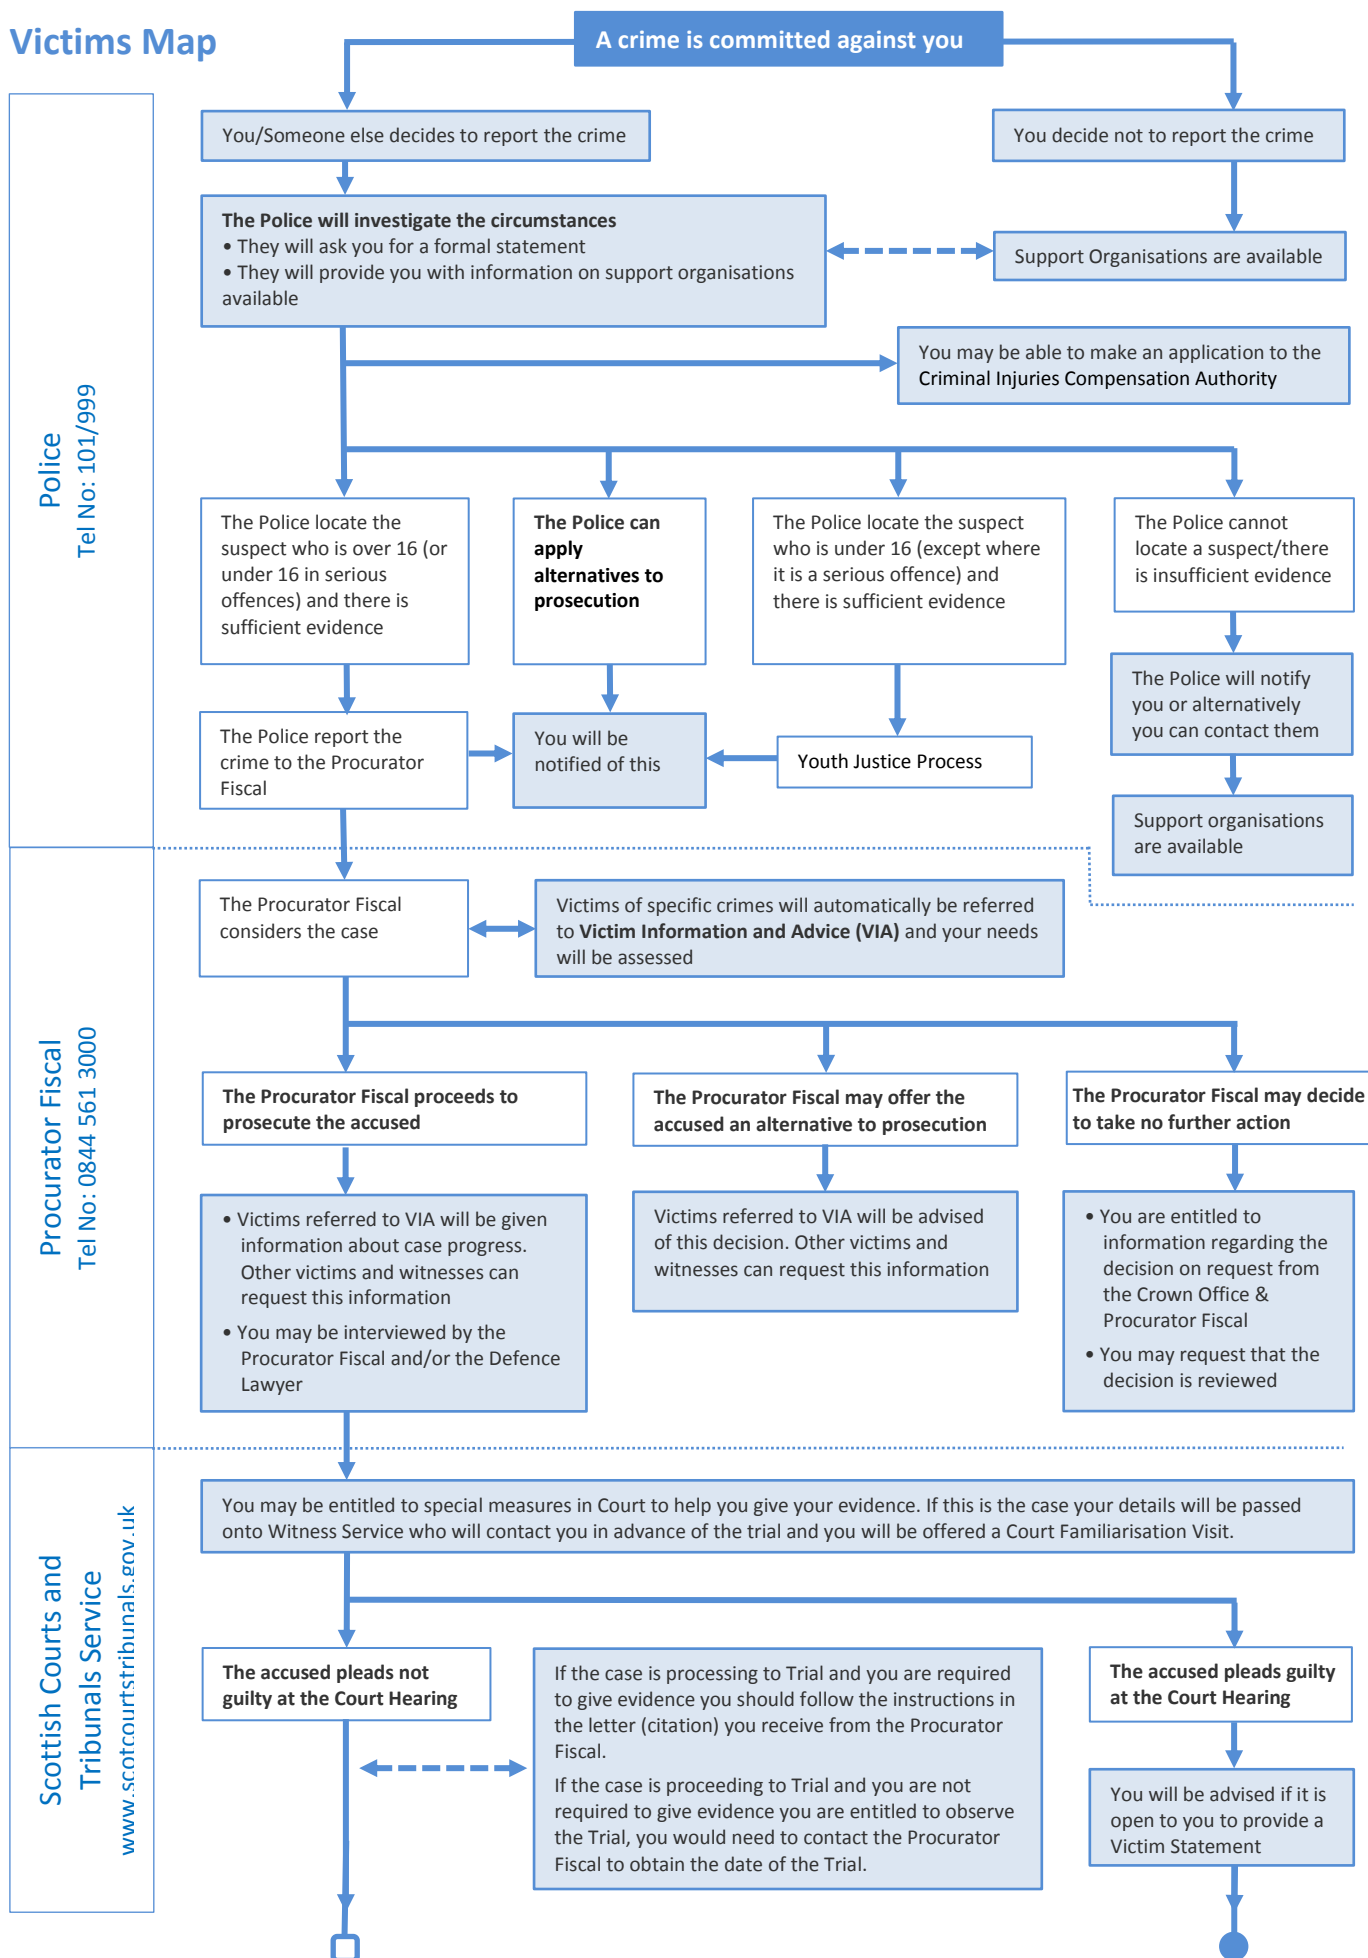 Victims Map
A crime is committed against you
You/Someone else decides to report the crime
You decide not to report the crime
The Police will investigate the circumstances
• They will ask you for a formal statement
• They will provide you with information on support organisations
available
Support Organisations are available
You may be able to make an application to the
Criminal Injuries Compensation Authority
Police
Tel No: 101/999
The Police locate the
suspect who is over 16 (or
under 16 in serious
offences) and there is
sufficient evidence
The Police can
apply
alternatives to
prosecution
The Police locate the suspect
who is under 16 (except where
it is a serious offence) and
there is sufficient evidence
The Police cannot
locate a suspect/there
is insufficient evidence
The Police will notify
you or alternatively
you can contact them
The Police report the
crime to the Procurator
Fiscal
You will be
notified of this
Youth Justice Process
Support organisations
are available
Procurator Fiscal
Tel No: 0844 561 3000
The Procurator Fiscal
considers the case
Victims of specific crimes will automatically be referred
to Victim Information and Advice (VIA) and your needs
will be assessed
The Procurator Fiscal proceeds to
prosecute the accused
The Procurator Fiscal may offer the
accused an alternative to prosecution
The Procurator Fiscal may decide
to take no further action
• Victims referred to VIA will be given
information about case progress.
Other victims and witnesses can
request this information
• You may be interviewed by the
Procurator Fiscal and/or the Defence
Lawyer
Victims referred to VIA will be advised
of this decision. Other victims and
witnesses can request this information
• You are entitled to
information regarding the
decision on request from
the Crown Office &
Procurator Fiscal
• You may request that the
decision is reviewed
Scottish Courts and
Tribunals Service
www.scotcourtstribunals.gov.uk
You may be entitled to special measures in Court to help you give your evidence. If this is the case your details will be passed
onto Witness Service who will contact you in advance of the trial and you will be offered a Court Familiarisation Visit.
The accused pleads not
guilty at the Court Hearing
If the case is processing to Trial and you are required
to give evidence you should follow the instructions in
the letter (citation) you receive from the Procurator
Fiscal.
If the case is proceeding to Trial and you are not
required to give evidence you are entitled to observe
the Trial, you would need to contact the Procurator
Fiscal to obtain the date of the Trial.
The accused pleads guilty
at the Court Hearing
You will be advised if it is
open to you to provide a
Victim Statement